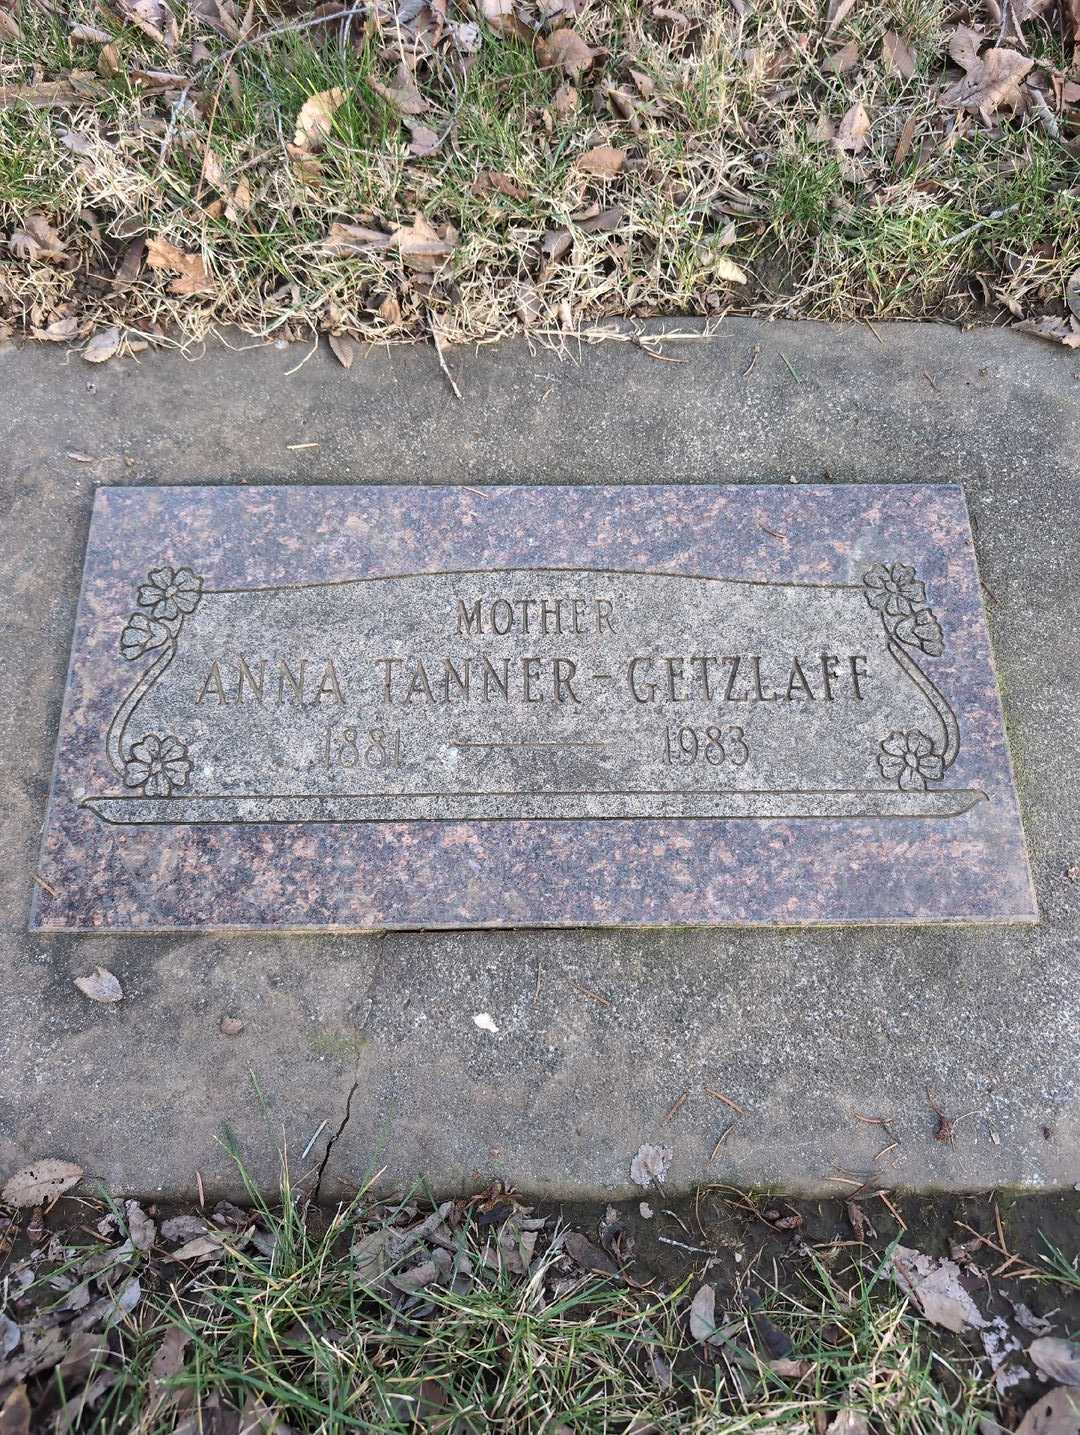 MOTHER
ANNA TANNER-GETZLAFF
1881 — 1983